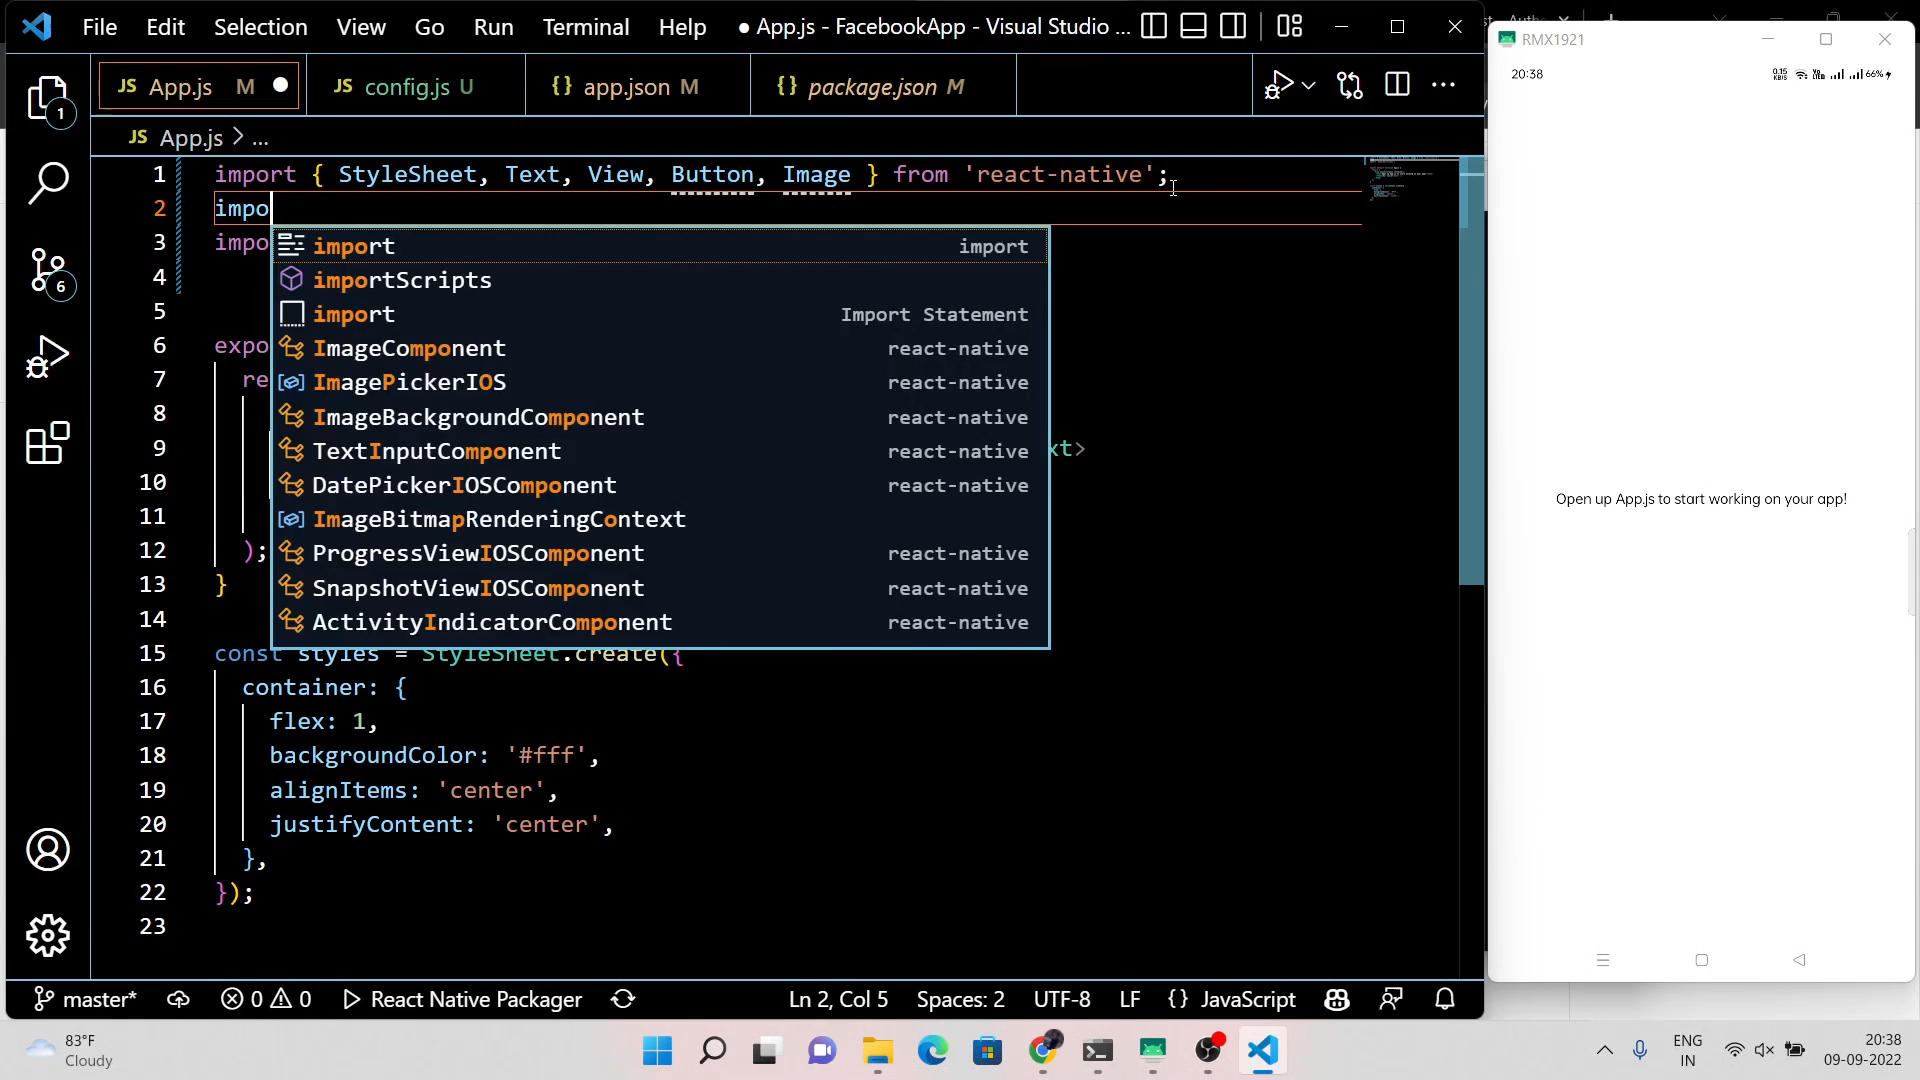 File Edit Selection View Go Run Terminal Help ● App.js - FacebookApp - Visual Studio ...
RMX1921
20:38 0.15 KB/S 66%
JS App.js M ● JS config.js U {} app.json M {} package.json M
JS App.js > ...
1 import { StyleSheet, Text, View, Button, Image } from 'react-native';
2 impo
3 impo
4
5
6 expo
7 re
8
9 xt>
10
11
12 );
13 }
14
15 const styles = StyleSheet.create({
16 container: {
17 flex: 1,
18 backgroundColor: '#fff',
19 alignItems: 'center',
20 justifyContent: 'center',
21 },
22 });
23
import import
importScripts
import Import Statement
ImageComponent react-native
ImagePickerIOS react-native
ImageBackgroundComponent react-native
TextInputComponent react-native
DatePickerIOSComponent react-native
ImageBitmapRenderingContext
ProgressViewIOSComponent react-native
SnapshotViewIOSComponent react-native
ActivityIndicatorComponent react-native
1
6
Open up App.js to start working on your app!
master* 0 0 React Native Packager Ln 2, Col 5 Spaces: 2 UTF-8 LF {} JavaScript
83°F
Cloudy
ENG
IN
20:38
09-09-2022